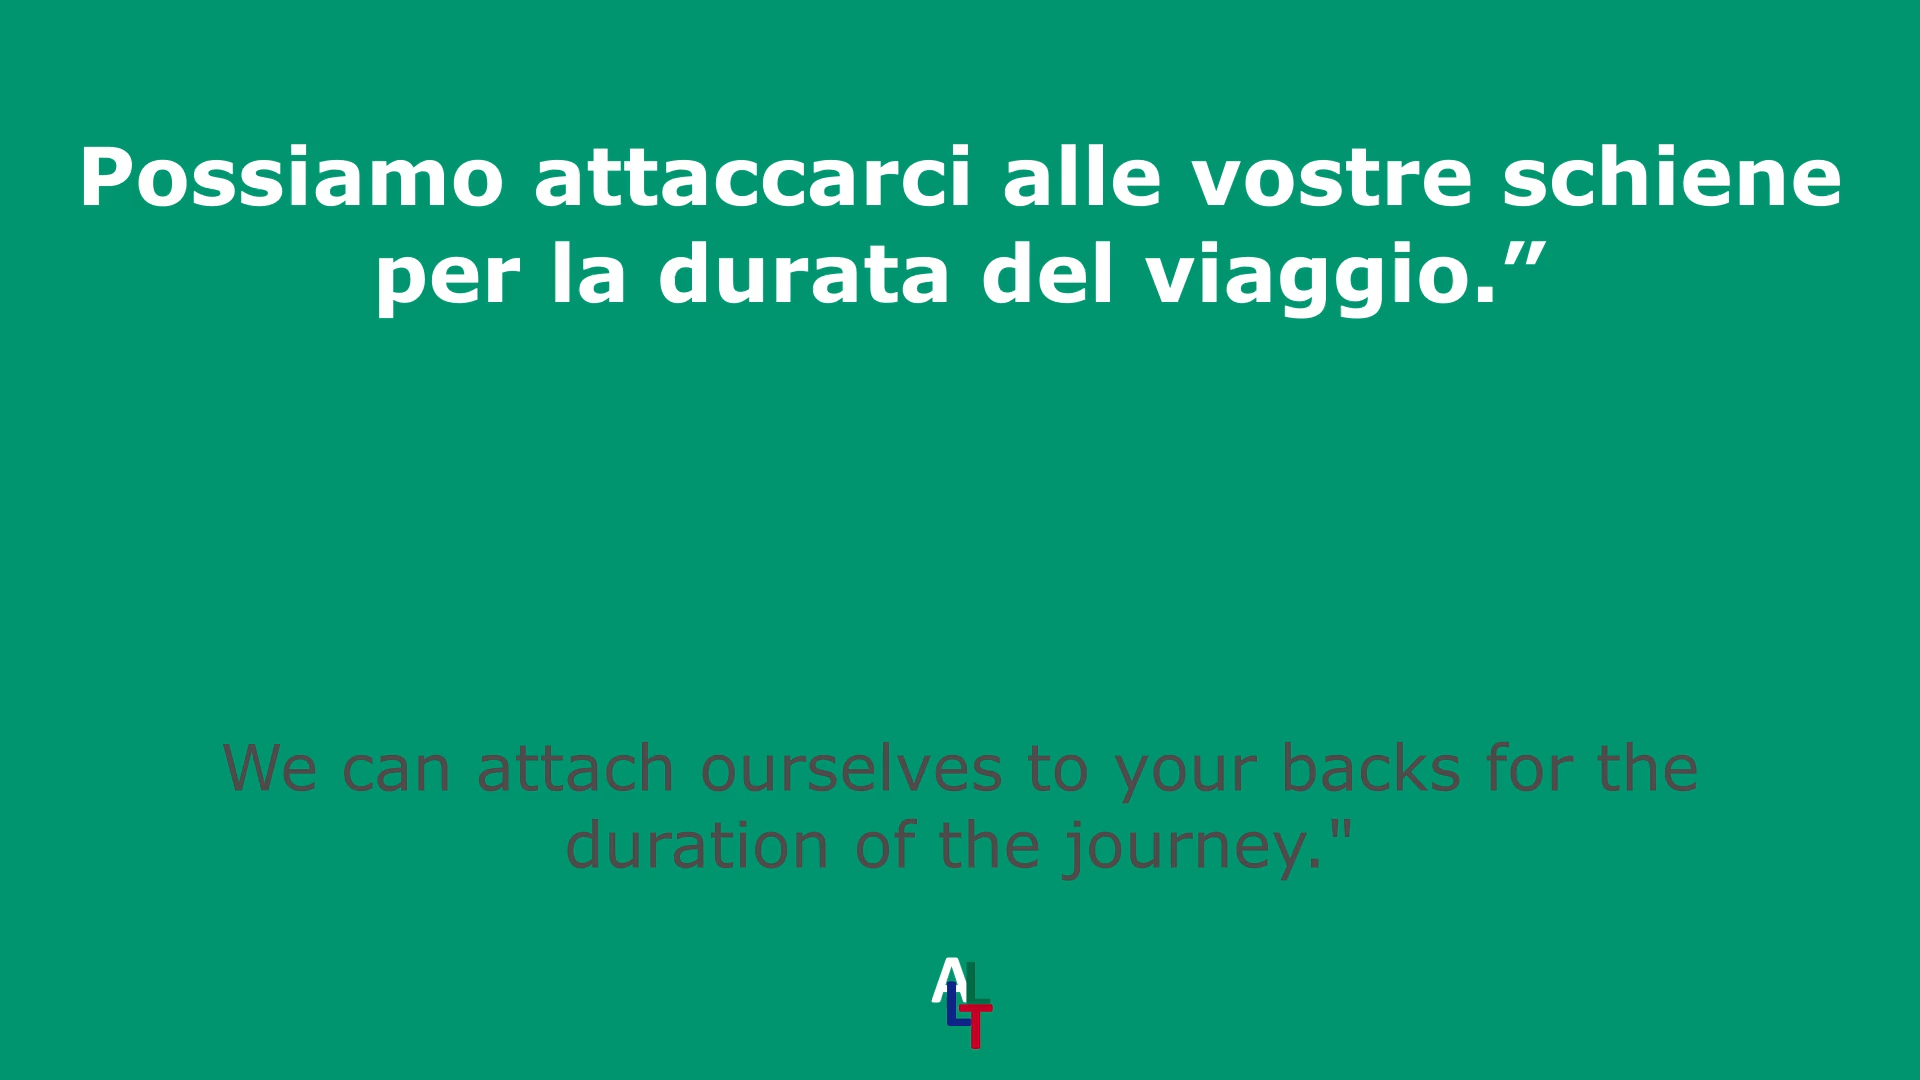 Possiamo attaccarci alle vostre schiene
per la durata del viaggio.”
We can attach ourselves to your backs for the
duration of the journey."
ALLT